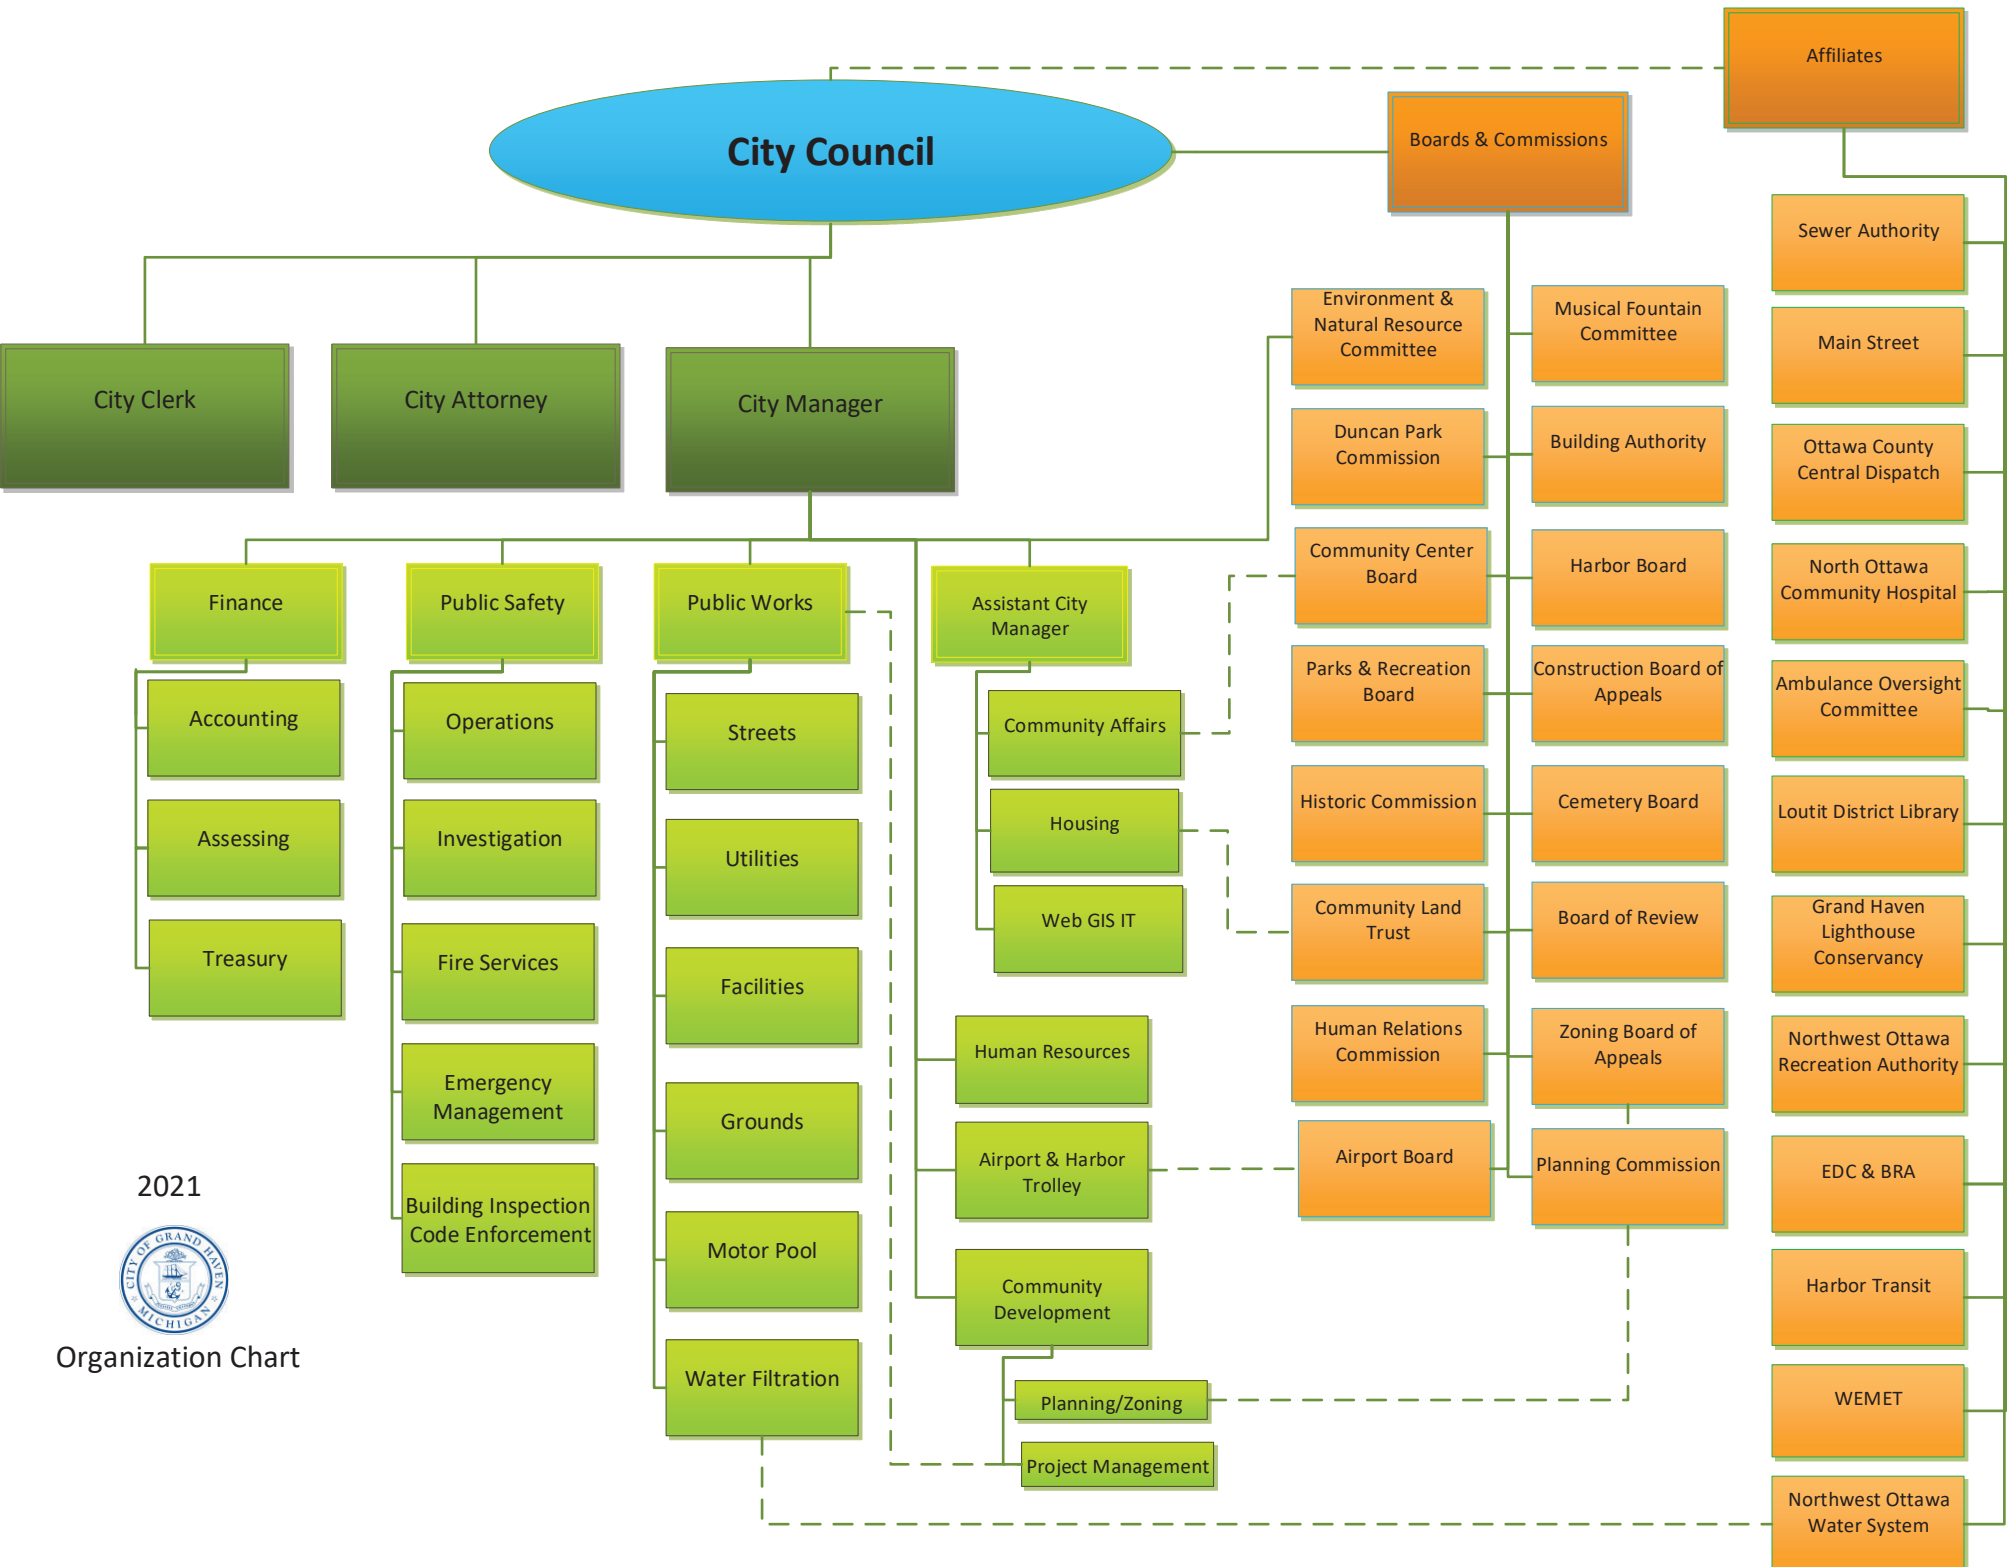 Affiliates
City Council
Boards & Commissions
Sewer Authority
Environment &
Natural Resource
Committee
Musical Fountain
Committee
Main Street
City Clerk
City Attorney
City Manager
Duncan Park
Commission
Building Authority
Ottawa County
Central Dispatch
Finance
Public Safety
Public Works
Assistant City
Manager
Community Center
Board
Harbor Board
North Ottawa
Community Hospital
Accounting
Operations
Streets
Community Affairs
Parks & Recreation
Board
Construction Board of
Appeals
Ambulance Oversight
Committee
Assessing
Investigation
Utilities
Housing
Historic Commission
Cemetery Board
Loutit District Library
Treasury
Fire Services
Facilities
Web GIS IT
Community Land
Trust
Board of Review
Grand Haven
Lighthouse
Conservancy
Emergency
Management
Grounds
Human Resources
Human Relations
Commission
Zoning Board of
Appeals
Northwest Ottawa
Recreation Authority
Building Inspection
Code Enforcement
Motor Pool
Airport & Harbor
Trolley
Airport Board
Planning Commission
EDC & BRA
Community
Development
Harbor Transit
Water Filtration
Planning/Zoning
WEMET
Project Management
Northwest Ottawa
Water System
2021
CITY OF GRAND HAVEN
MICHIGAN
Organization Chart